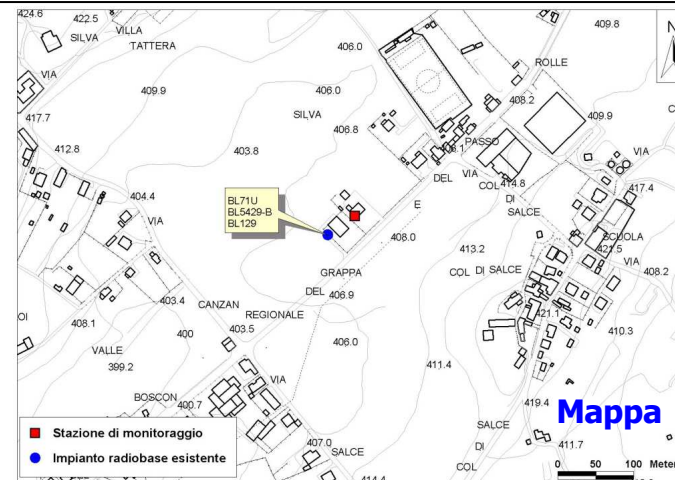 424.6
422.5
VILLA
SILVA
TATTERA
406.0
409.8
N
VIA
ROLLE
409.9
406.0
408.2
SILVA
417.7
406.8
409.9
PASSO
412.8
403.8
VIA
DEL
VIA
COL
414.8
417.4
404.4
BL71U
BL5429-B
BL129
E
DI
SALCE
VIA
408.0
413.2
SCUOLA
421.5
GRAPPA
COL DI SALCE
VIA
408.2
DEL
406.9
403.4
CANZAN
REGIONALE
408.1
403.5
421.1
400
406.0
410.3
VALLE
399.2
411.4
VIA
BOSCON
400.7
419.4
Mappa
SALCE
Stazione di monitoraggio
407.0
SALCE
DI
411.7
Impianto radiobase esistente
COL
414.4
0 50 100 Meter